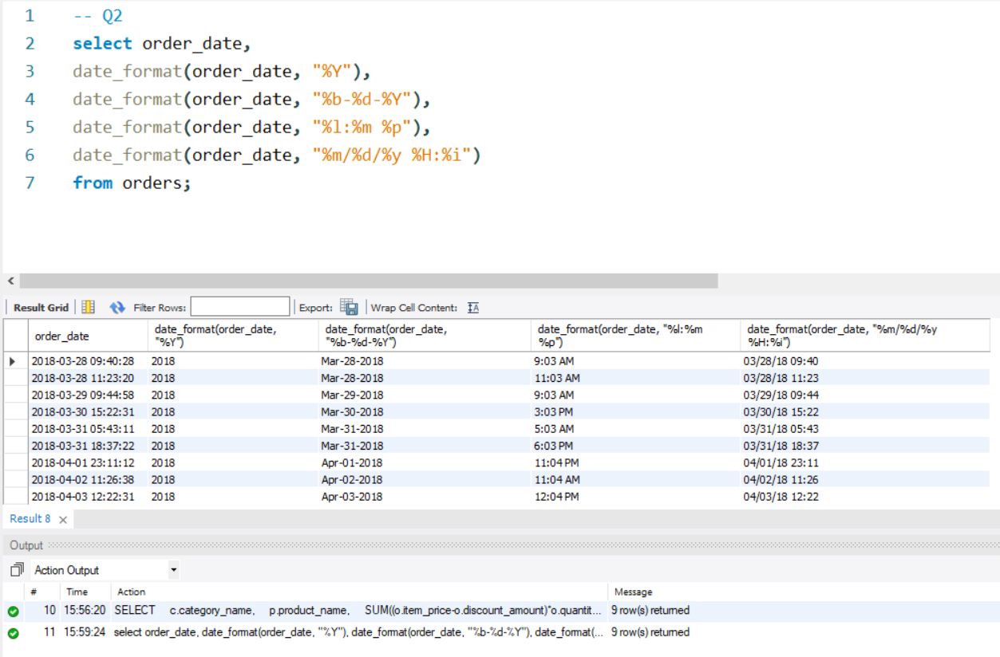 1 -- Q2
2 select order_date,
3 date_format(order_date, "%Y"),
4 date_format(order_date, "%b-%d-%Y"),
5 date_format(order_date, "%l:%m %p"),
6 date_format(order_date, "%m/%d/%y %H:%i")
7 from orders;
Result Grid Filter Rows: Export: Wrap Cell Content: IA
order_date date_format(order_date, "%Y") date_format(order_date, "%b-%d-%Y") date_format(order_date, "%l:%m %p") date_format(order_date, "%m/%d/%y %H:%i")
2018-03-28 09:40:28 2018 Mar-28-2018 9:03 AM 03/28/18 09:40
2018-03-28 11:23:20 2018 Mar-28-2018 11:03 AM 03/28/18 11:23
2018-03-29 09:44:58 2018 Mar-29-2018 9:03 AM 03/29/18 09:44
2018-03-30 15:22:31 2018 Mar-30-2018 3:03 PM 03/30/18 15:22
2018-03-31 05:43:11 2018 Mar-31-2018 5:03 AM 03/31/18 05:43
2018-03-31 18:37:22 2018 Mar-31-2018 6:03 PM 03/31/18 18:37
2018-04-01 23:11:12 2018 Apr-01-2018 11:04 PM 04/01/18 23:11
2018-04-02 11:26:38 2018 Apr-02-2018 11:04 AM 04/02/18 11:26
2018-04-03 12:22:31 2018 Apr-03-2018 12:04 PM 04/03/18 12:22
Result 8
Output
Action Output
# Time Action Message
10 15:56:20 SELECT c.category_name, p.product_name, SUM((o.item_price-o.discount_amount)*o.quantit... 9 row(s) returned
11 15:59:24 select order_date, date_format(order_date, "%Y"), date_format(order_date, "%b-%d-%Y"), date_format(... 9 row(s) returned